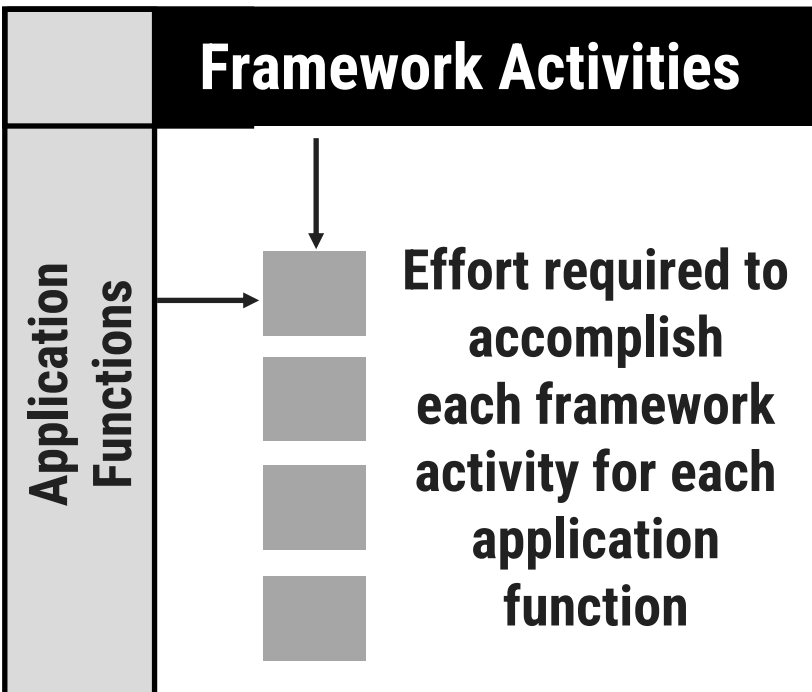 Framework Activities
Application
Functions
Effort required to
accomplish
each framework
activity for each
application
function